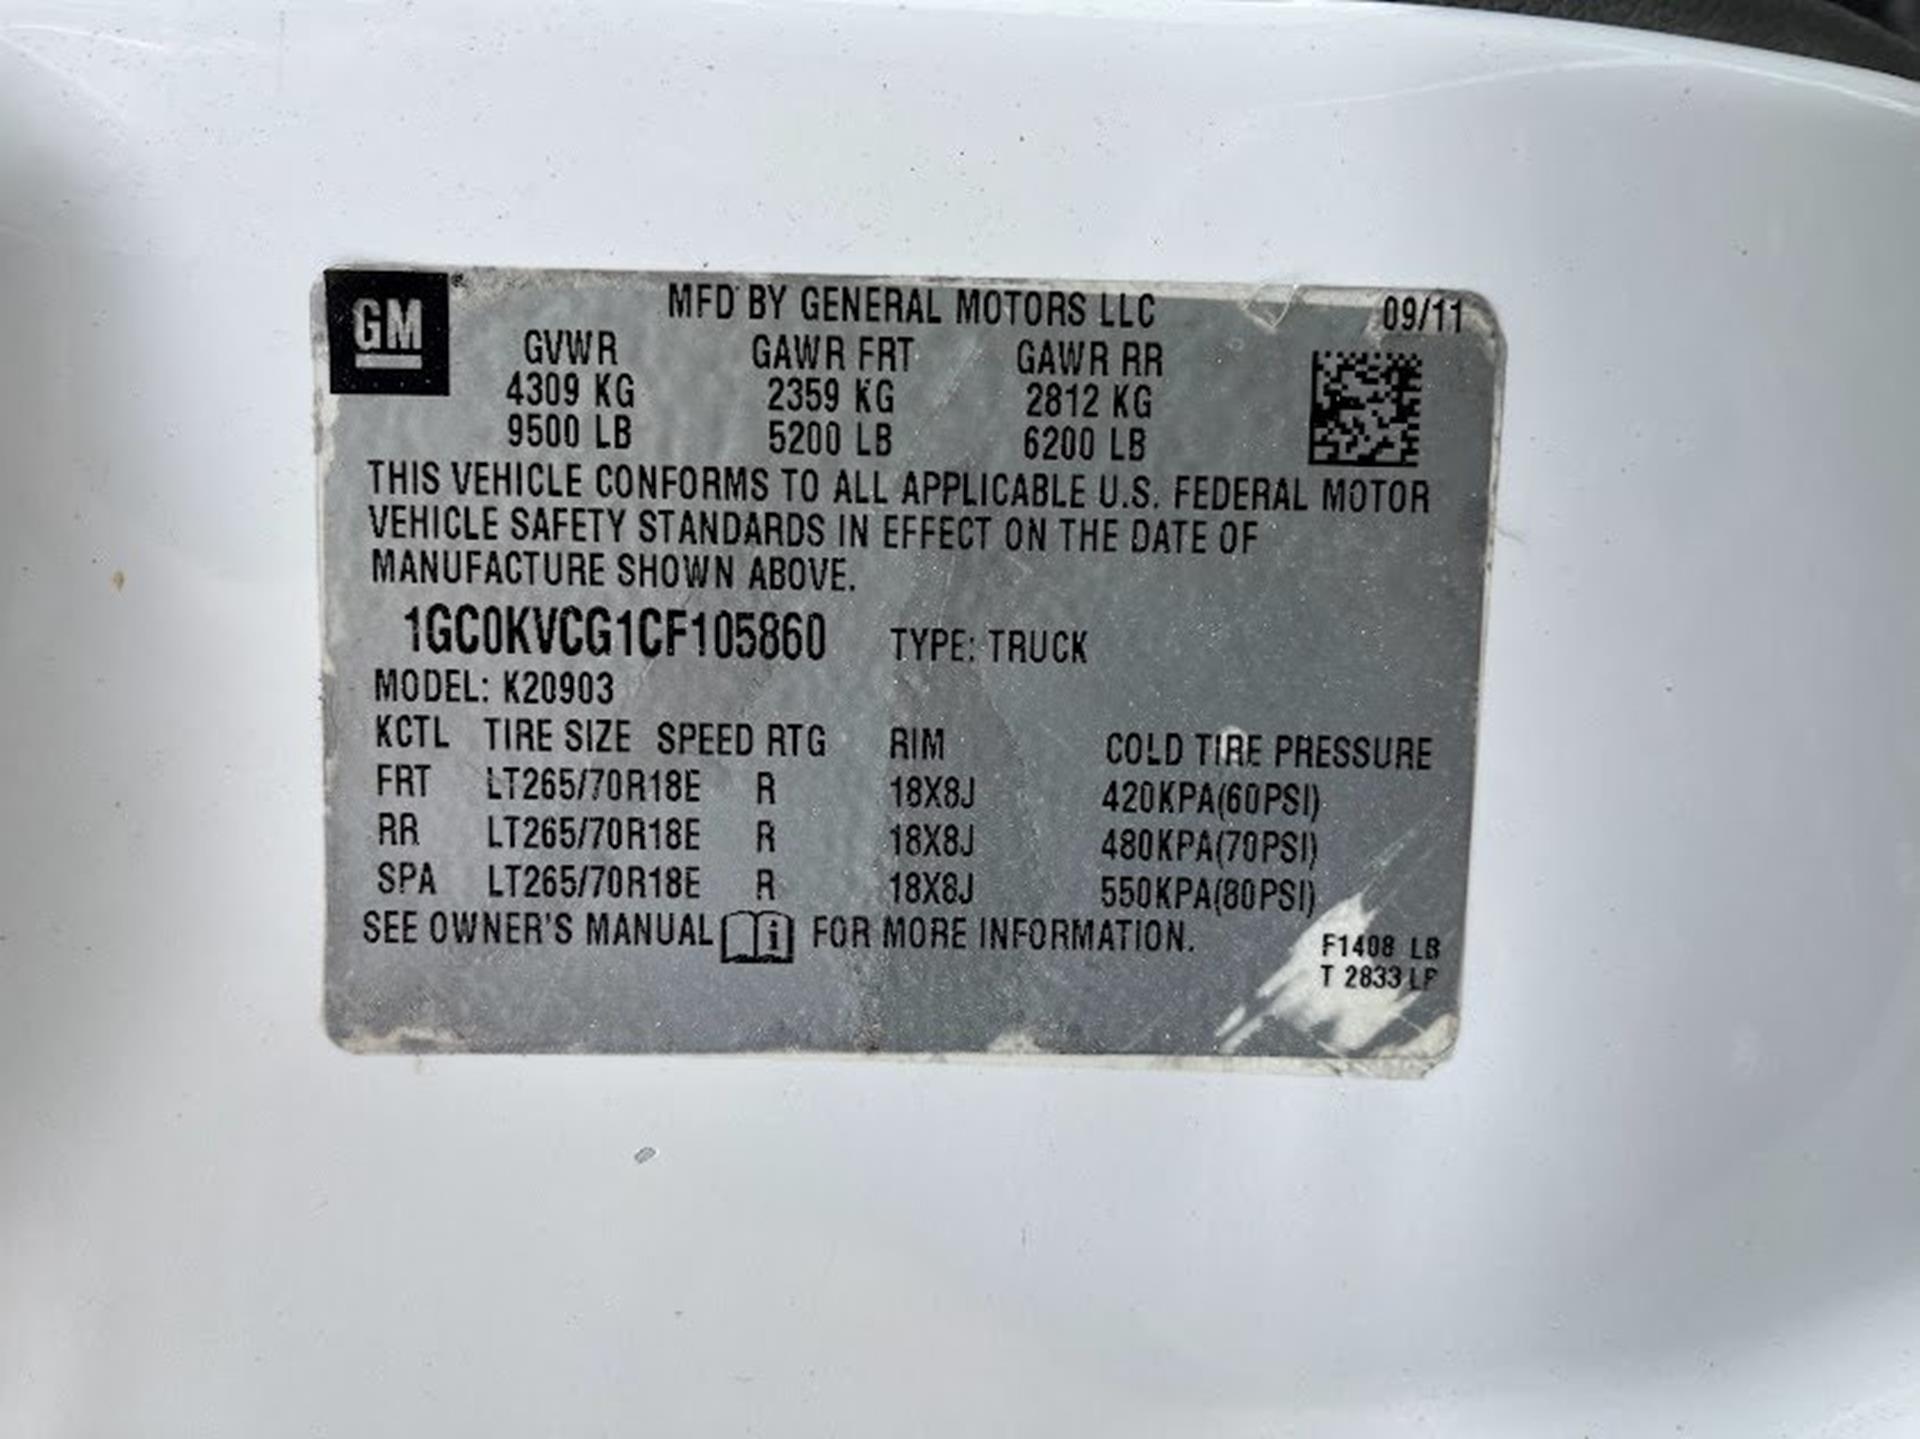 GM
MFD BY GENERAL MOTORS LLC 09/11
GVWR GAWR FRT GAWR RR
4309 KG 2359 KG 2812 KG
9500 LB 5200 LB 6200 LB
THIS VEHICLE CONFORMS TO ALL APPLICABLE U.S. FEDERAL MOTOR
VEHICLE SAFETY STANDARDS IN EFFECT ON THE DATE OF
MANUFACTURE SHOWN ABOVE.
1GC0KVCG1CF105860 TYPE: TRUCK
MODEL: K20903
KCTL TIRE SIZE SPEED RTG RIM COLD TIRE PRESSURE
FRT LT265/70R18E R 18X8J 420KPA(60PSI)
RR LT265/70R18E R 18X8J 480KPA(70PSI)
SPA LT265/70R18E R 18X8J 550KPA(80PSI)
SEE OWNER'S MANUAL i FOR MORE INFORMATION.
F1408 LB
T 2833 LB